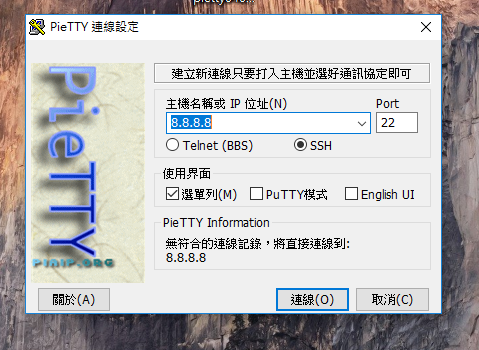 PieTTY 連線設定
PieTTY
PIAIP.ORG
建立新連線只要打入主機並選好通訊協定即可
主機名稱或 IP 位址(N)
Port
8.8.8.8
22
Telnet (BBS)
SSH
使用界面
選單列(M)
PuTTY模式
English UI
PieTTY Information
無符合的連線記錄，將直接連線到:
8.8.8.8
關於(A)
連線(O)
取消(C)